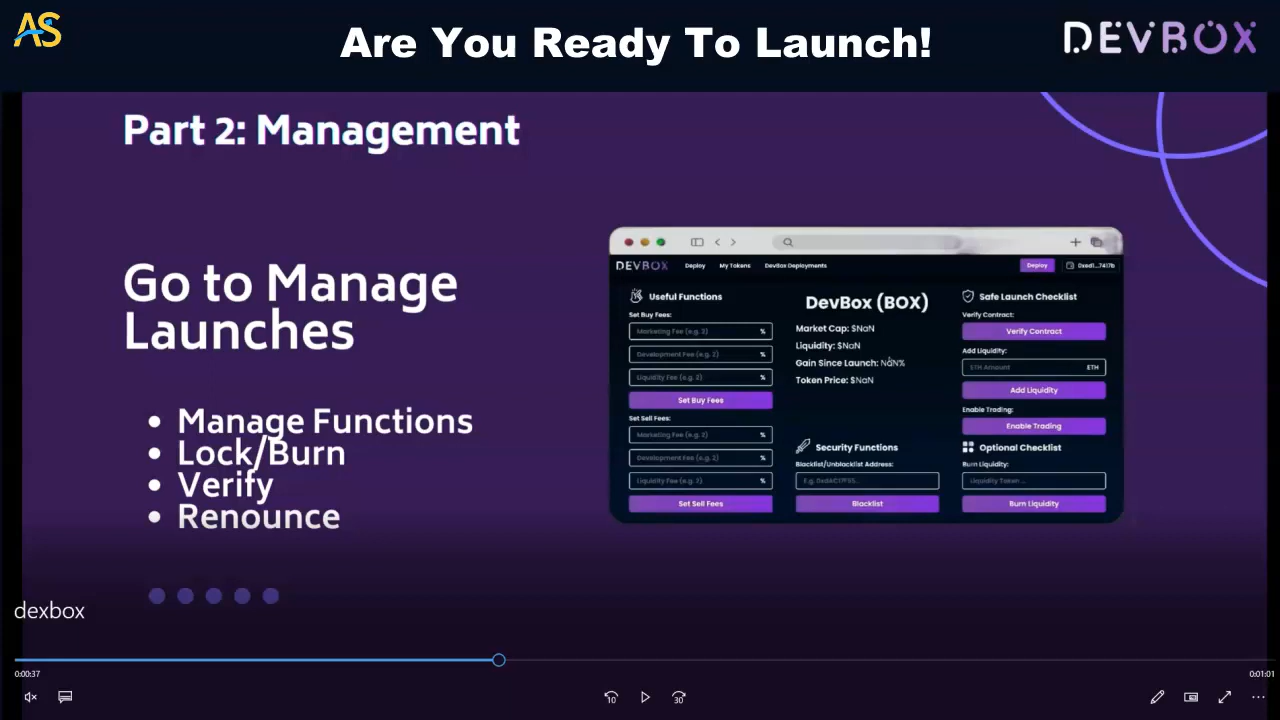 AS
Are You Ready To Launch!
DEVBOX
Part 2: Management
Go to Manage
Launches
• Manage Functions
• Lock/Burn
• Verify
• Renounce
DEVBOX
Deploy
My Tokens
DevBox Deployments
Deploy
0xed1...7417b
Useful Functions
Set Buy Fees:
Marketing Fee (e.g. 2) %
Development Fee (e.g. 2) %
Liquidity Fee (e.g. 2) %
Set Buy Fees
Set Sell Fees:
Marketing Fee (e.g. 2) %
Development Fee (e.g. 2) %
Liquidity Fee (e.g. 2) %
Set Sell Fees
DevBox (BOX)
Market Cap: $NaN
Liquidity: $NaN
Gain Since Launch: NaN%
Token Price: $NaN
Security Functions
Blacklist/Unblacklist Address:
Blacklist
Safe Launch Checklist
Verify Contract:
Verify Contract
Add Liquidity:
ETH Amount ETH
Add Liquidity
Enable Trading:
Enable Trading
Optional Checklist
Burn Liquidity:
Liquidity Token ...
Burn Liquidity
dexbox
0:00:37
0:01:01
10
30